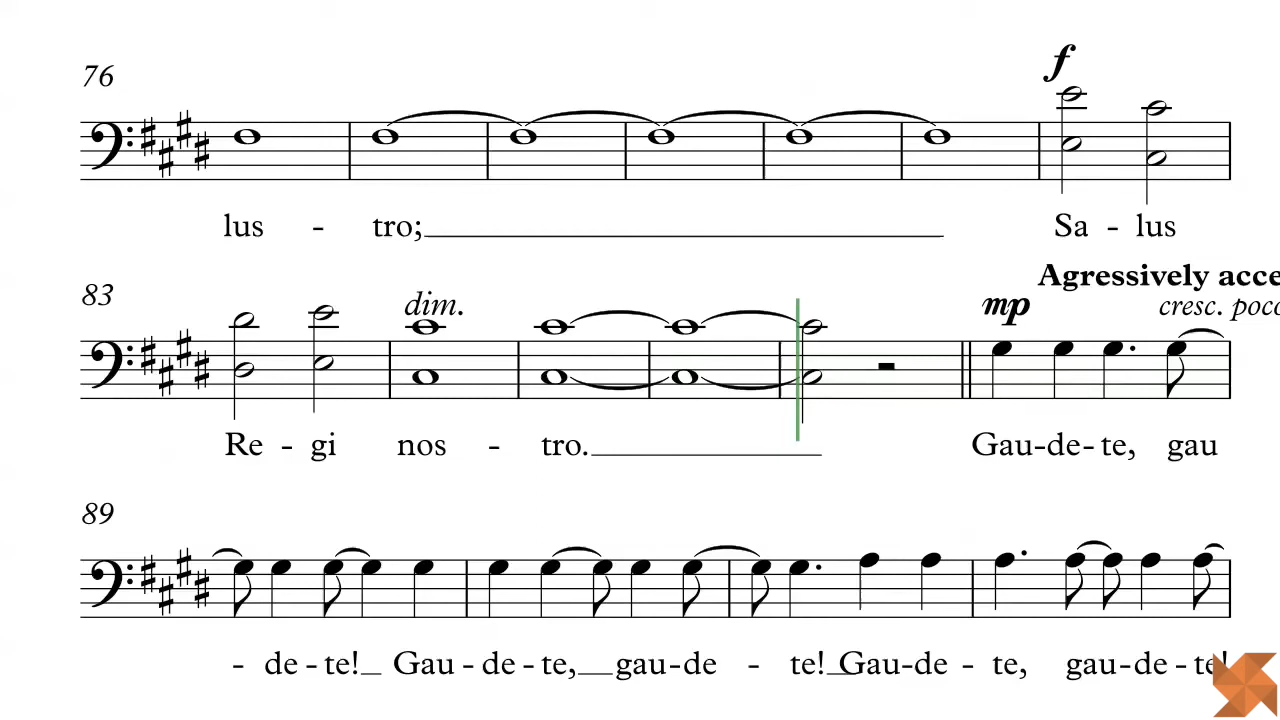 76
f
lus - tro;
Sa - lus
83
dim.
mp
Agressively acce
cresc. poco
Re - gi nos - tro.
Gau-de-te, gau
89
- de - te! Gau - de - te, gau-de - te! Gau-de - te, gau-de - te!